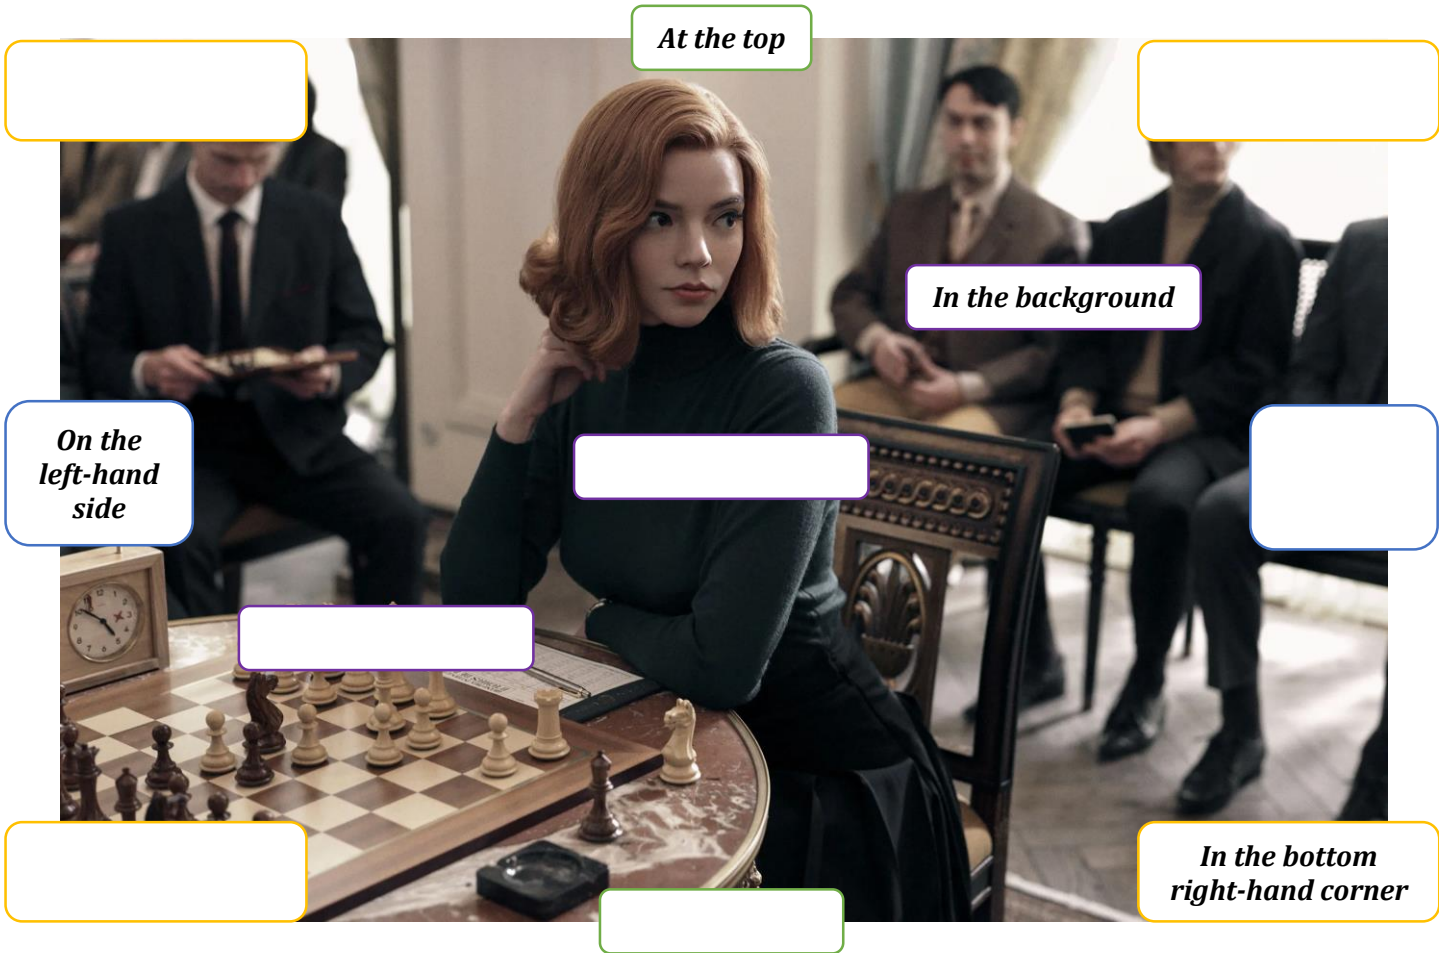 At the top
In the background
On the
left-hand
side
In the bottom
right-hand corner